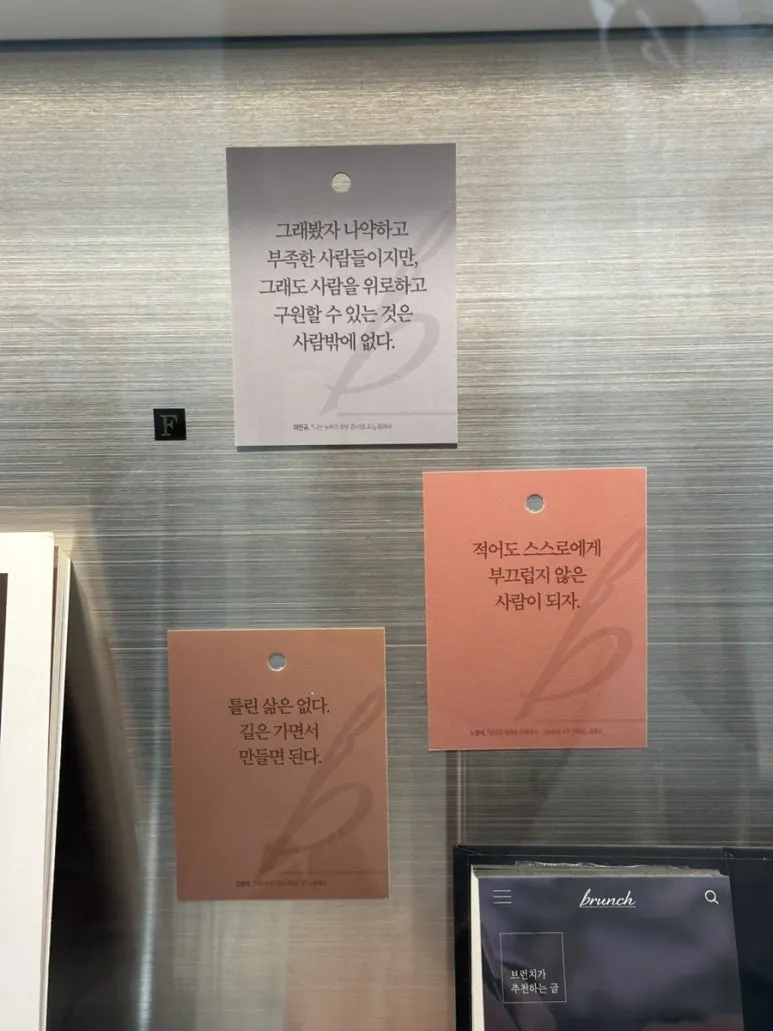 그래봤자 나약하고
부족한 사람들이지만,
그래도 사람을 위로하고
구원할 수 있는 것은
사람밖에 없다.
F
적어도 스스로에게
부끄럽지 않은
사람이 되자.
틀린 삶은 없다.
길은 가면서
만들면 된다.
brunch
브런치가
추천하는 글